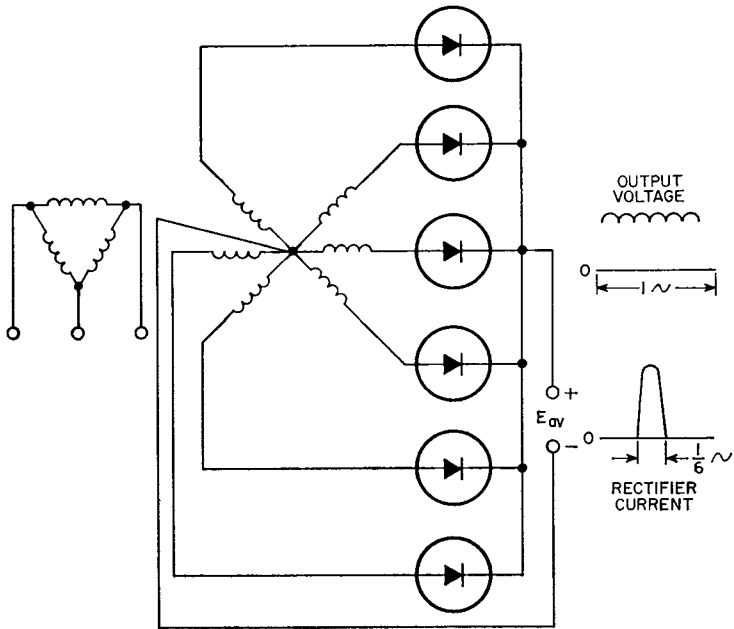 OUTPUT
VOLTAGE
0
1 ~
+
E av
−
0
1/6 ~
RECTIFIER
CURRENT